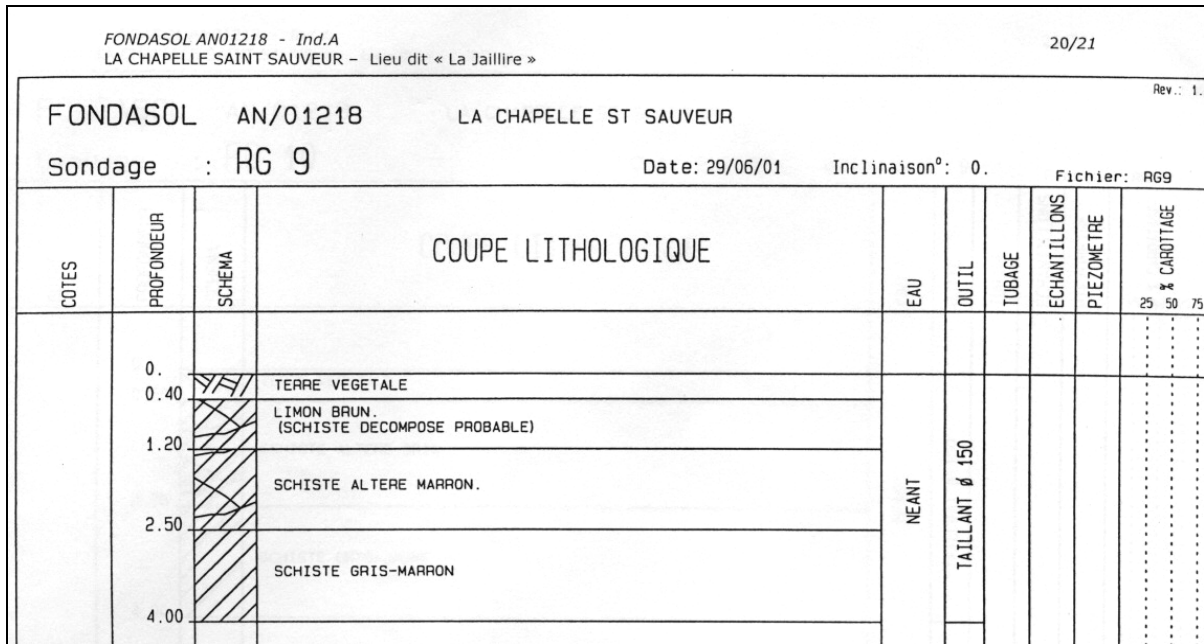 FONDASOL AN01218 - Ind.A
20/21
LA CHAPELLE SAINT SAUVEUR – Lieu dit « La Jaillire »
Rev.: 1.
FONDASOL AN/01218 LA CHAPELLE ST SAUVEUR
Sondage : RG 9 Date: 29/06/01 Inclinaison°: 0. Fichier: RG9
COTES
PROFONDEUR
SCHEMA
COUPE LITHOLOGIQUE
EAU
OUTIL
TUBAGE
ECHANTILLONS
PIEZOMETRE
% CAROTTAGE
25 50 75
0.
TERRE VEGETALE
0.40
LIMON BRUN.
(SCHISTE DECOMPOSE PROBABLE)
1.20
SCHISTE ALTERE MARRON.
2.50
SCHISTE GRIS-MARRON
4.00
NEANT
TAILLANT ø 150